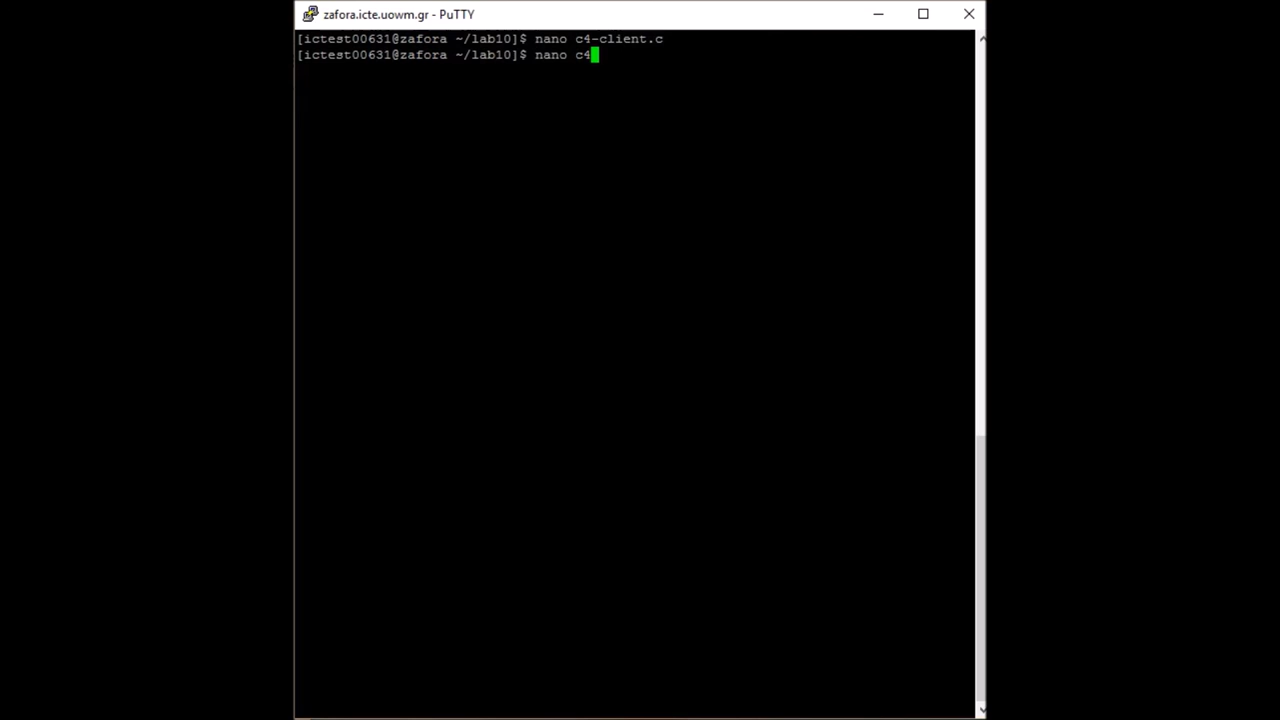 zafora.icte.uowm.gr - PuTTY
[ictest00631@zafora ~/lab10]$ nano c4-client.c
[ictest00631@zafora ~/lab10]$ nano c4